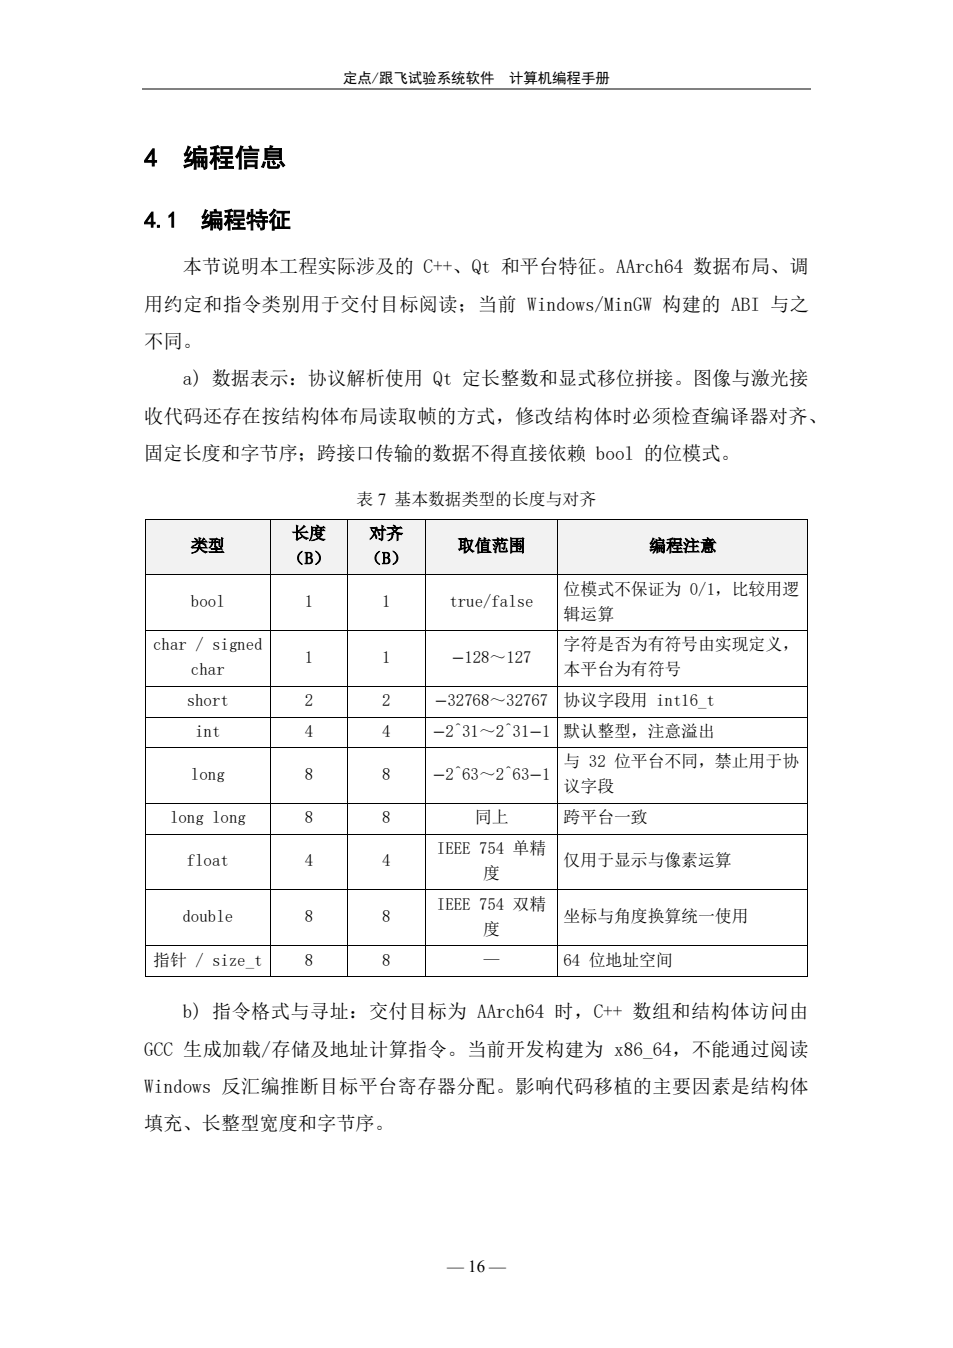 定点/跟飞试验系统软件　计算机编程手册
4　编程信息
4.1　编程特征
本节说明本工程实际涉及的 C++、Qt 和平台特征。AArch64 数据布局、调
用约定和指令类别用于交付目标阅读；当前 Windows/MinGW 构建的 ABI 与之
不同。
a) 数据表示：协议解析使用 Qt 定长整数和显式移位拼接。图像与激光接
收代码还存在按结构体布局读取帧的方式，修改结构体时必须检查编译器对齐、
固定长度和字节序；跨接口传输的数据不得直接依赖 bool 的位模式。
表 7 基本数据类型的长度与对齐
类型 长度（B） 对齐（B） 取值范围 编程注意
bool 1 1 true/false 位模式不保证为 0/1，比较用逻辑运算
char / signed char 1 1 −128～127 字符是否为有符号由实现定义，本平台为有符号
short 2 2 −32768～32767 协议字段用 int16_t
int 4 4 −2^31～2^31−1 默认整型，注意溢出
long 8 8 −2^63～2^63−1 与 32 位平台不同，禁止用于协议字段
long long 8 8 同上 跨平台一致
float 4 4 IEEE 754 单精度 仅用于显示与像素运算
double 8 8 IEEE 754 双精度 坐标与角度换算统一使用
指针 / size_t 8 8 — 64 位地址空间
b) 指令格式与寻址：交付目标为 AArch64 时，C++ 数组和结构体访问由
GCC 生成加载/存储及地址计算指令。当前开发构建为 x86_64，不能通过阅读
Windows 反汇编推断目标平台寄存器分配。影响代码移植的主要因素是结构体
填充、长整型宽度和字节序。
— 16 —